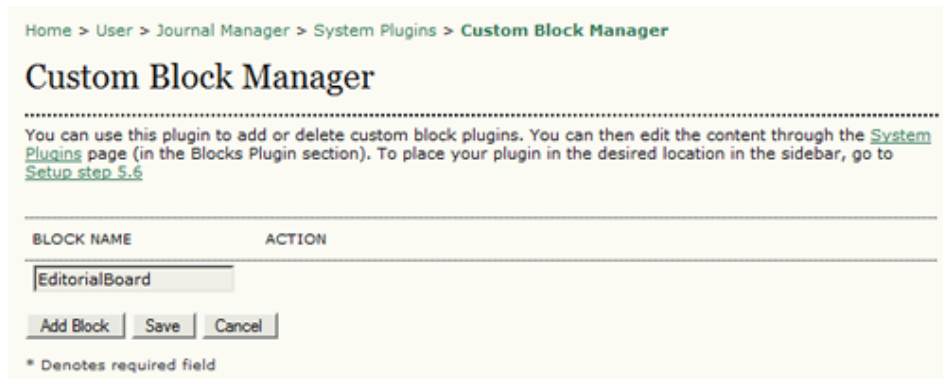 Home > User > Journal Manager > System Plugins > Custom Block Manager
Custom Block Manager
You can use this plugin to add or delete custom block plugins. You can then edit the content through the System
Plugins page (in the Blocks Plugin section). To place your plugin in the desired location in the sidebar, go to
Setup step 5.6
BLOCK NAME ACTION
EditorialBoard
Add Block Save Cancel
* Denotes required field